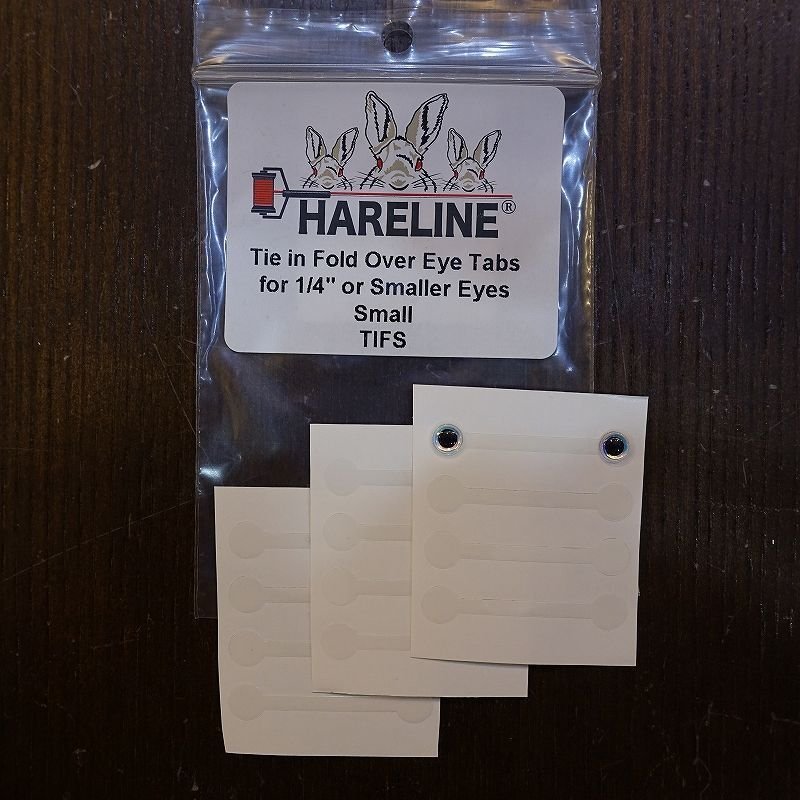 HARELINE®
Tie in Fold Over Eye Tabs
for 1/4" or Smaller Eyes
Small
TIFS